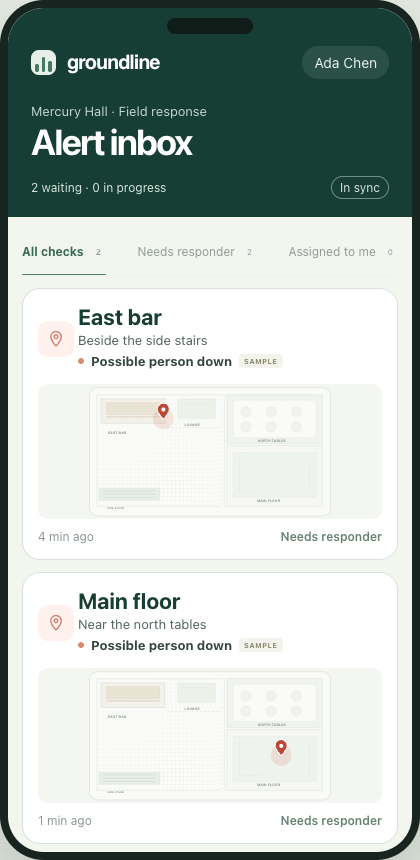 groundline
Ada Chen
Mercury Hall · Field response
Alert inbox
2 waiting · 0 in progress
In sync
All checks 2
Needs responder 2
Assigned to me 0
East bar
Beside the side stairs
Possible person down SAMPLE
LOUNGE
EAST BAR
NORTH TABLES
MAIN FLOOR
4 min ago
Needs responder
Main floor
Near the north tables
Possible person down SAMPLE
LOUNGE
EAST BAR
NORTH TABLES
MAIN FLOOR
1 min ago
Needs responder